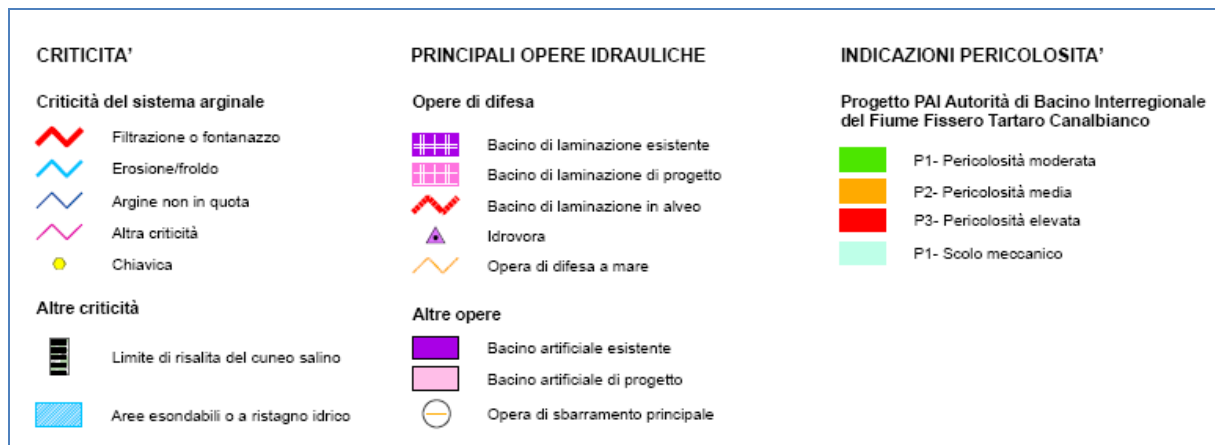 CRITICITA'
Criticità del sistema arginale
Filtrazione o fontanazzo
Erosione/froldo
Argine non in quota
Altra criticità
Chiavica
Altre criticità
Limite di risalita del cuneo salino
Aree esondabili o a ristagno idrico
PRINCIPALI OPERE IDRAULICHE
Opere di difesa
Bacino di laminazione esistente
Bacino di laminazione di progetto
Bacino di laminazione in alveo
Idrovora
Opera di difesa a mare
Altre opere
Bacino artificiale esistente
Bacino artificiale di progetto
Opera di sbarramento principale
INDICAZIONI PERICOLOSITA'
Progetto PAI Autorità di Bacino Interregionale
del Fiume Fissero Tartaro Canalbianco
P1- Pericolosità moderata
P2- Pericolosità media
P3- Pericolosità elevata
P1- Scolo meccanico